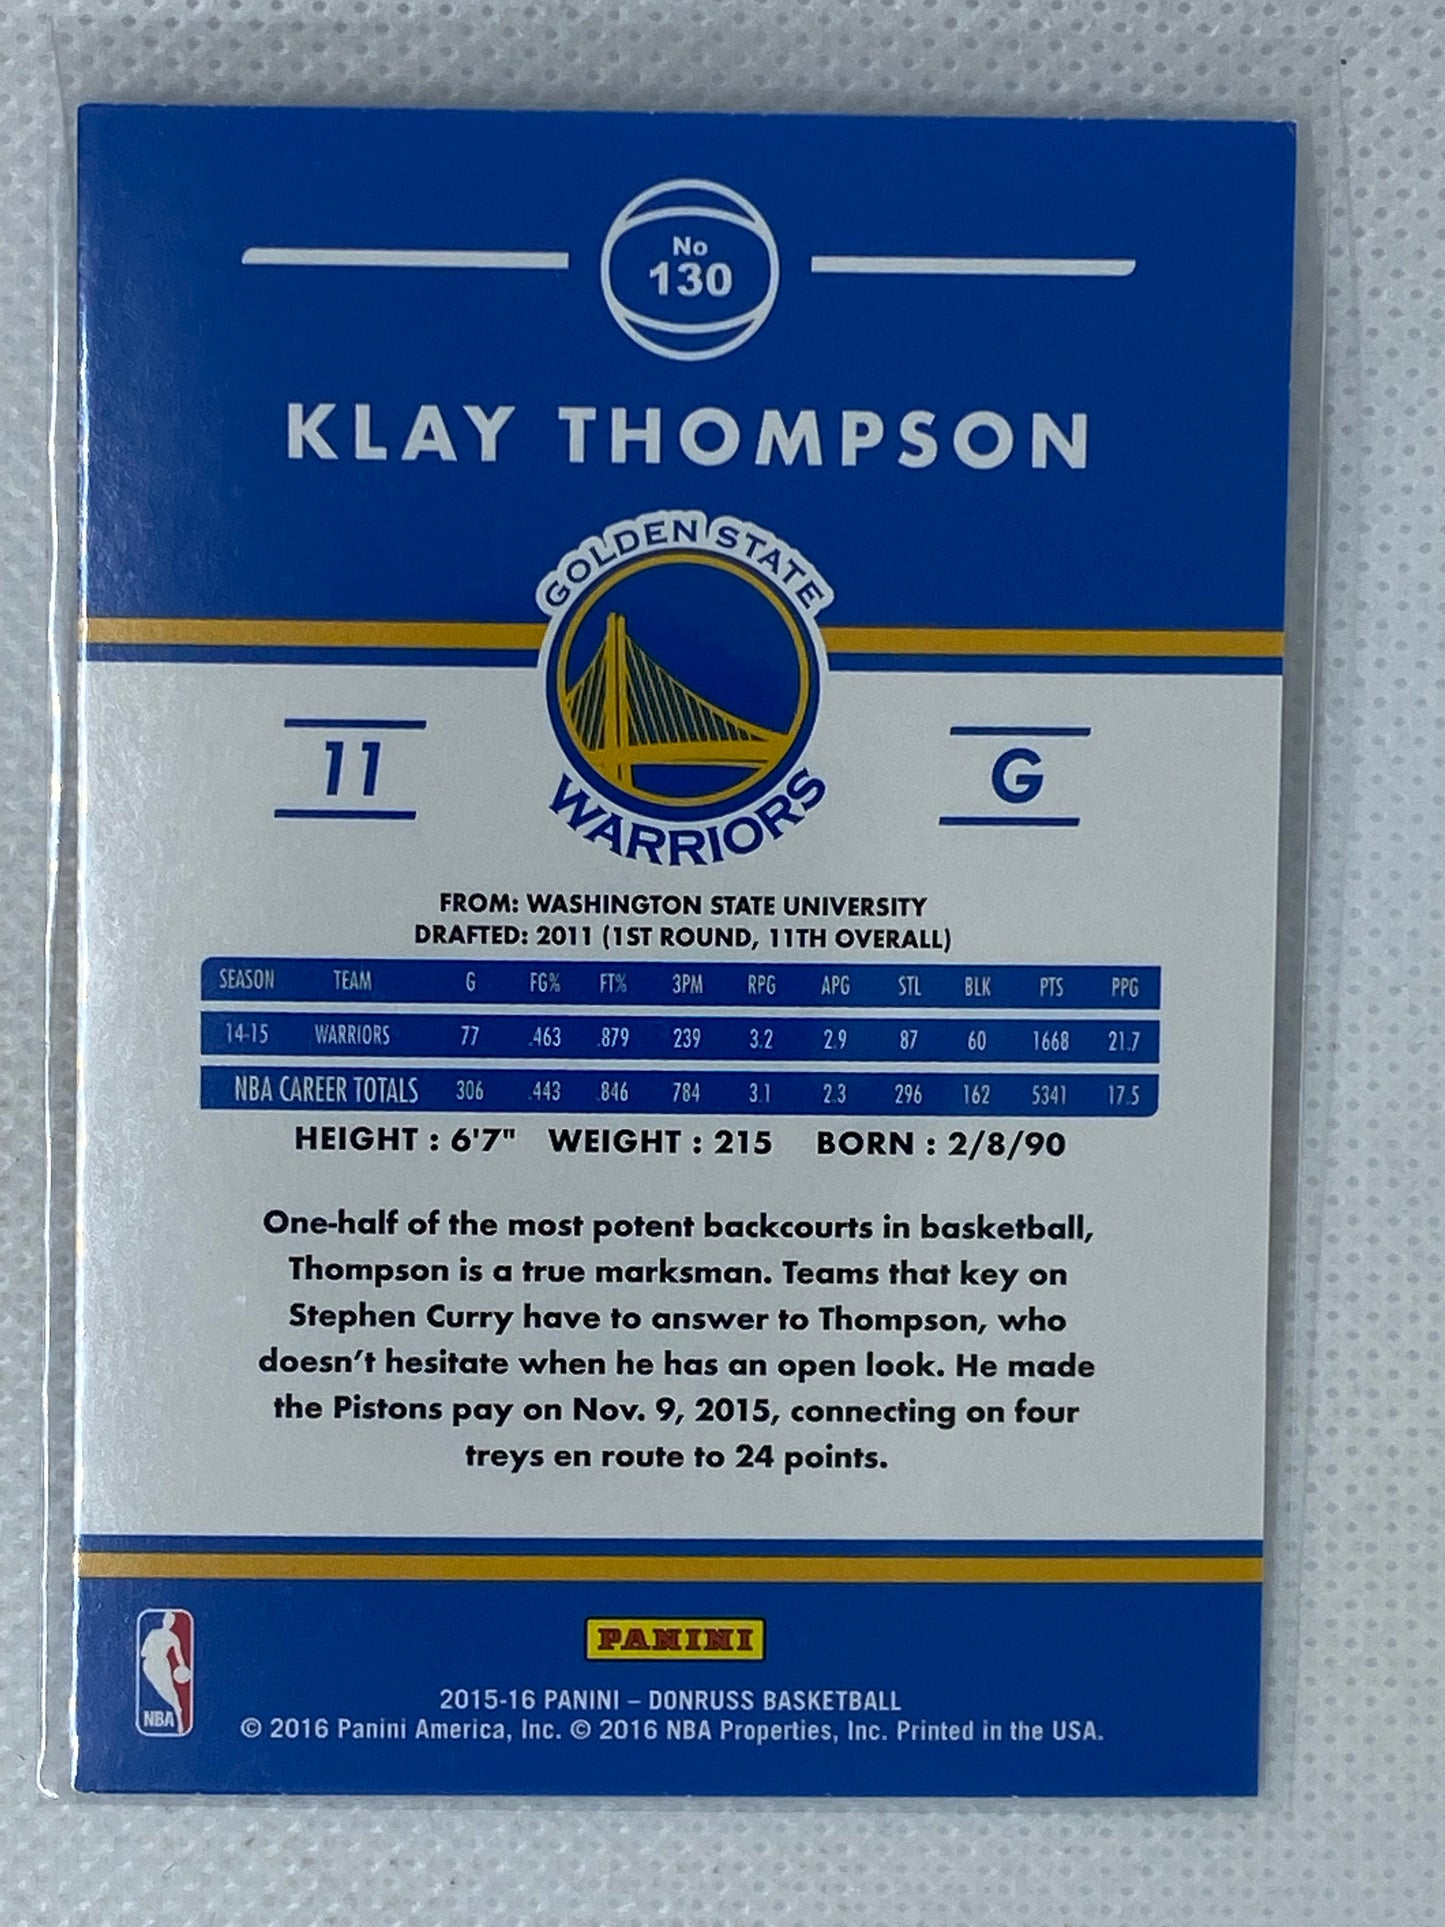 No
130
KLAY THOMPSON
GOLDEN STATE
WARRIORS
11
G
FROM: WASHINGTON STATE UNIVERSITY
DRAFTED: 2011 (1ST ROUND, 11TH OVERALL)
SEASON TEAM G FG% FT% 3PM RPG APG STL BLK PTS PPG
14-15 WARRIORS 77 .463 .879 239 3.2 2.9 87 60 1668 21.7
NBA CAREER TOTALS 306 .443 .846 784 3.1 2.3 296 162 5341 17.5
HEIGHT : 6'7" WEIGHT : 215 BORN : 2/8/90
One-half of the most potent backcourts in basketball,
Thompson is a true marksman. Teams that key on
Stephen Curry have to answer to Thompson, who
doesn't hesitate when he has an open look. He made
the Pistons pay on Nov. 9, 2015, connecting on four
treys en route to 24 points.
PANINI
NBA
2015-16 PANINI – DONRUSS BASKETBALL
© 2016 Panini America, Inc. © 2016 NBA Properties, Inc. Printed in the USA.